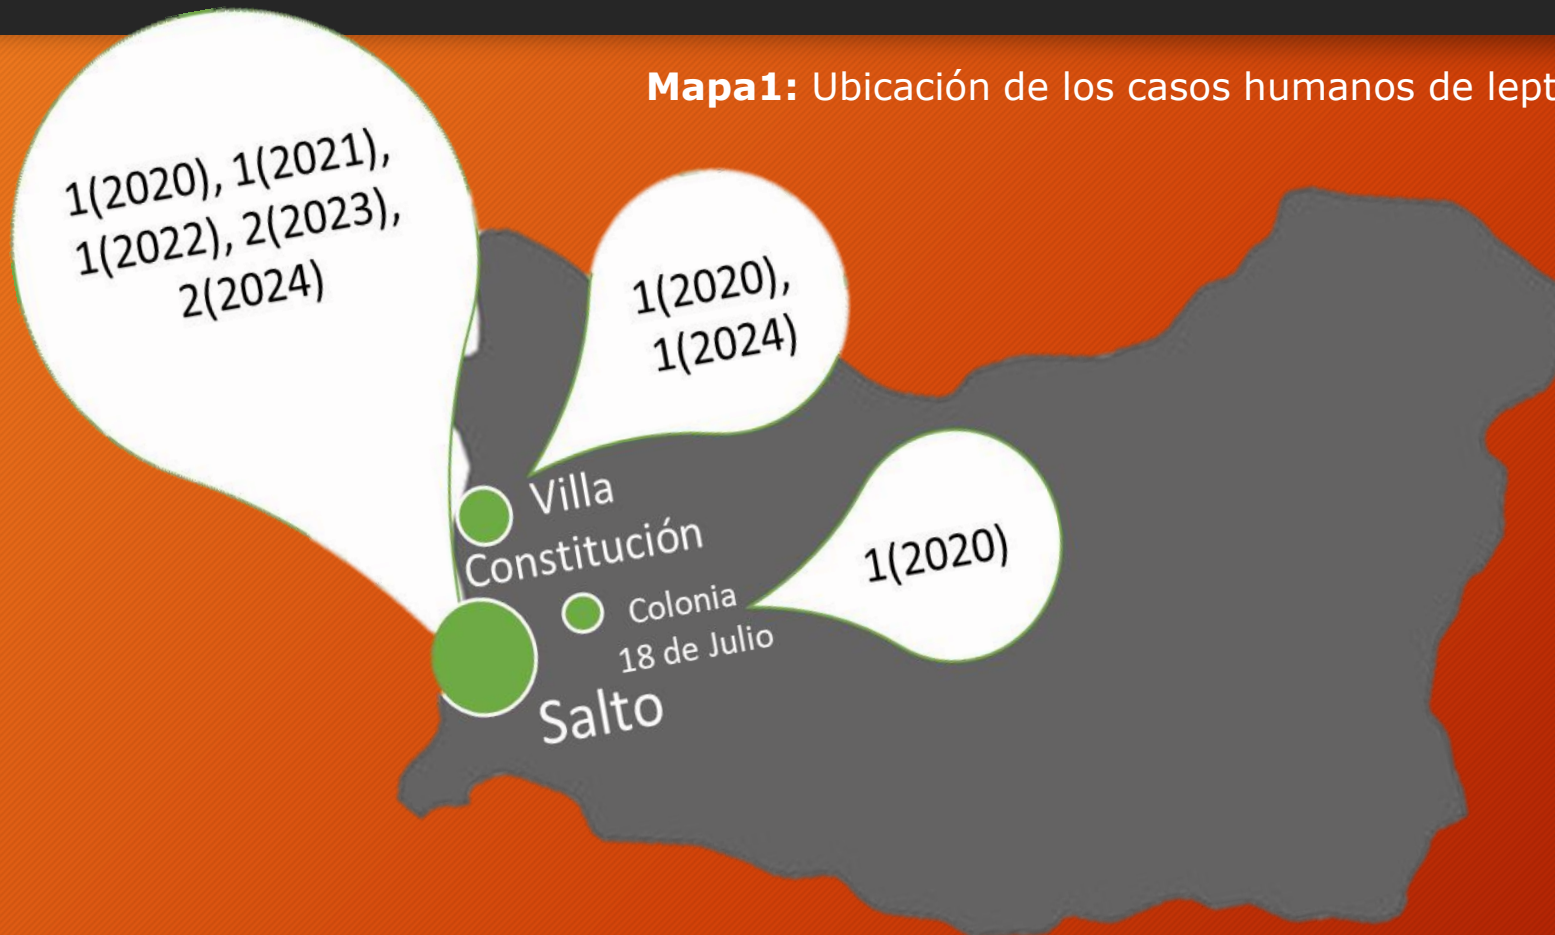 Mapa1: Ubicación de los casos humanos de lept
1(2020), 1(2021),
1(2022), 2(2023),
2(2024)
1(2020),
1(2024)
Villa
Constitución
1(2020)
Colonia
18 de Julio
Salto